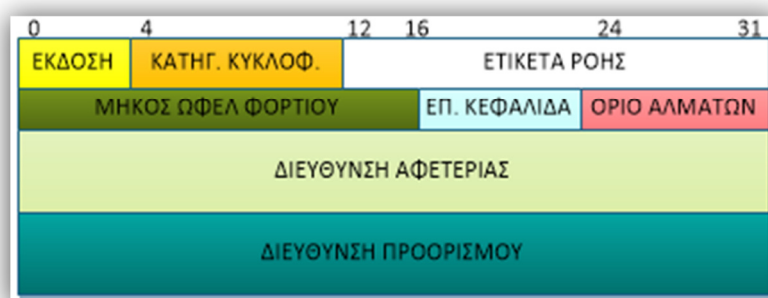 0 4 12 16 24 31
ΕΚΔΟΣΗ ΚΑΤΗΓ. ΚΥΚΛΟΦ. ΕΤΙΚΕΤΑ ΡΟΗΣ
ΜΗΚΟΣ ΩΦΕΛ ΦΟΡΤΙΟΥ ΕΠ. ΚΕΦΑΛΙΔΑ ΟΡΙΟ ΑΛΜΑΤΩΝ
ΔΙΕΥΘΥΝΣΗ ΑΦΕΤΕΡΙΑΣ
ΔΙΕΥΘΥΝΣΗ ΠΡΟΟΡΙΣΜΟΥ